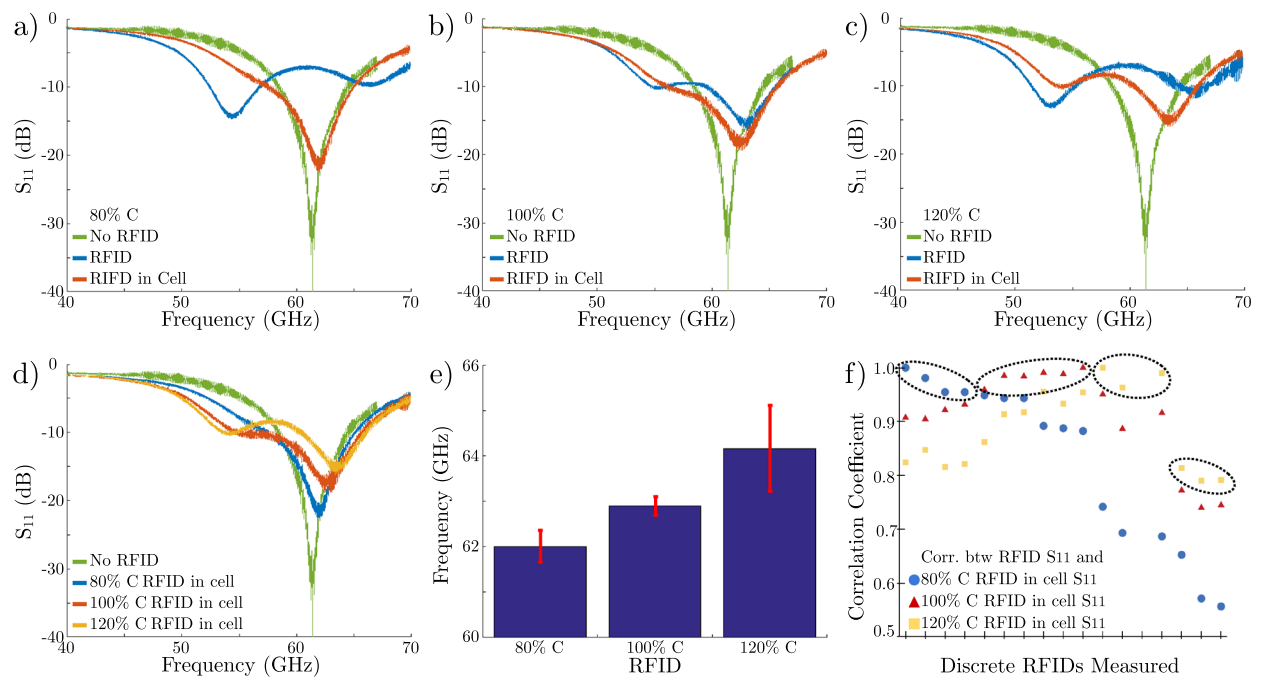 a)
0
-10
-20
-30
-40
S11 (dB)
80% C
No RFID
RFID
RIFD in Cell
40
50
60
70
Frequency (GHz)
b)
0
-10
-20
-30
-40
S11 (dB)
100% C
No RFID
RFID
RIFD in Cell
40
50
60
70
Frequency (GHz)
c)
0
-10
-20
-30
-40
S11 (dB)
120% C
No RFID
RFID
RIFD in Cell
40
50
60
70
Frequency (GHz)
d)
0
-10
-20
-30
-40
S11 (dB)
No RFID
80% C RFID in cell
100% C RFID in cell
120% C RFID in cell
40
50
60
70
Frequency (GHz)
e)
66
64
62
60
Frequency (GHz)
80% C
100% C
120% C
RFID
f)
1.0
0.9
0.8
0.7
0.6
0.5
Correlation Coefficient
Corr. btw RFID S11 and
80% C RFID in cell S11
100% C RFID in cell S11
120% C RFID in cell S11
Discrete RFIDs Measured